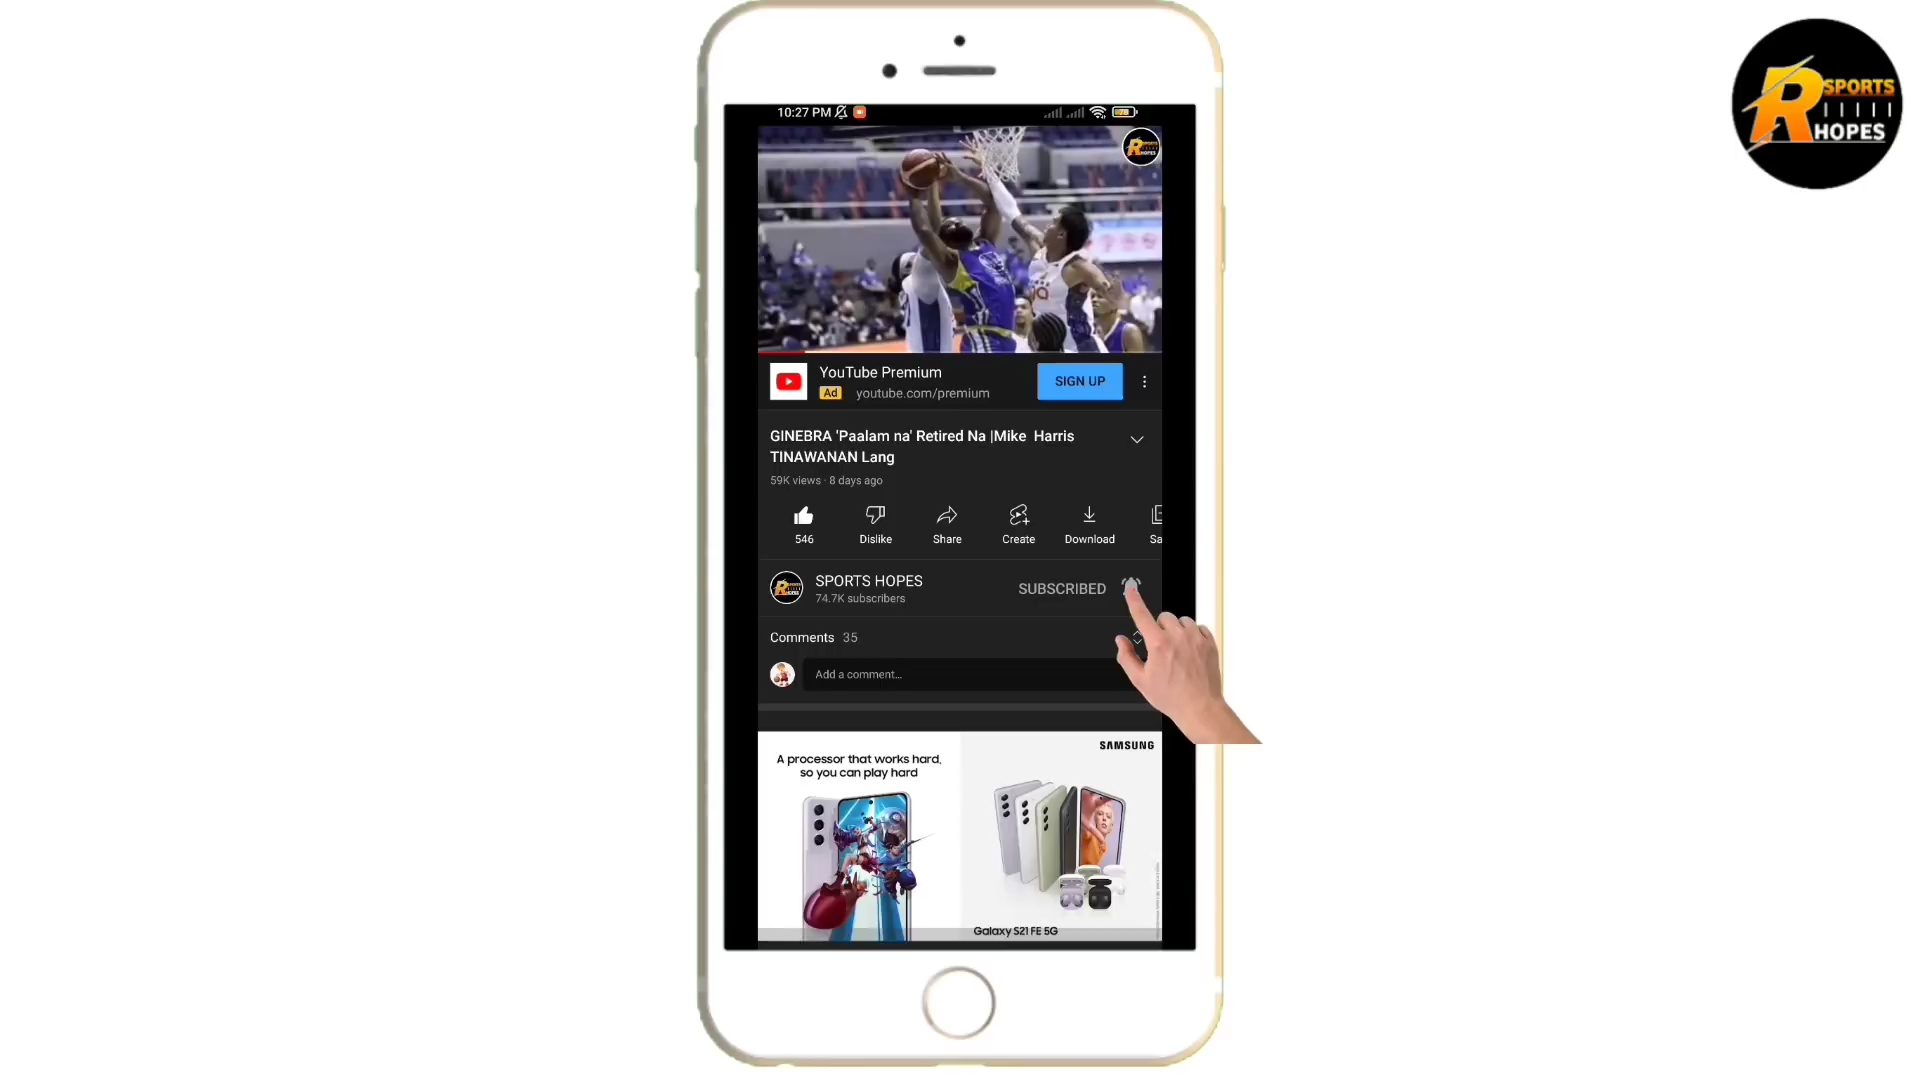 SPORTS
HOPES
10:27 PM
YouTube Premium
Ad youtube.com/premium
SIGN UP
GINEBRA 'Paalam na' Retired Na |Mike Harris
TINAWANAN Lang
59K views · 8 days ago
546 Dislike Share Create Download Sa
SPORTS HOPES
74.7K subscribers
SUBSCRIBED
Comments 35
Add a comment...
A processor that works hard,
so you can play hard
SAMSUNG
Galaxy S21 FE 5G